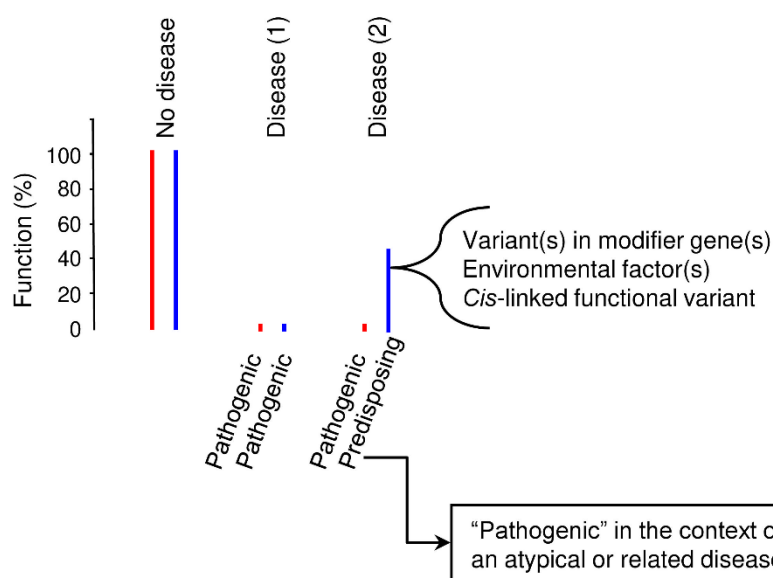 No disease
Disease (1)
Disease (2)
Function (%)
100
80
60
40
20
0
Variant(s) in modifier gene(s)
Environmental factor(s)
Cis-linked functional variant
Pathogenic
Pathogenic
Pathogenic
Predisposing
“Pathogenic” in the context o
an atypical or related disease